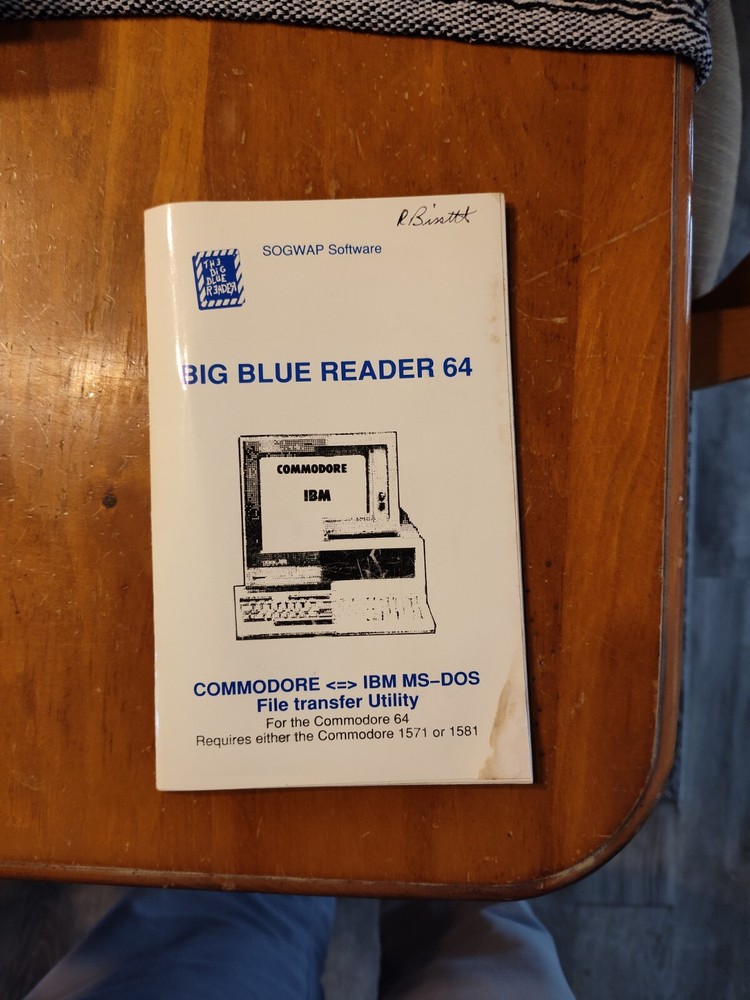 R Bissett
SOGWAP Software
THE
BIG
BLUE
READER
BIG BLUE READER 64
COMMODORE
IBM
COMMODORE <=> IBM MS-DOS
File transfer Utility
For the Commodore 64
Requires either the Commodore 1571 or 1581